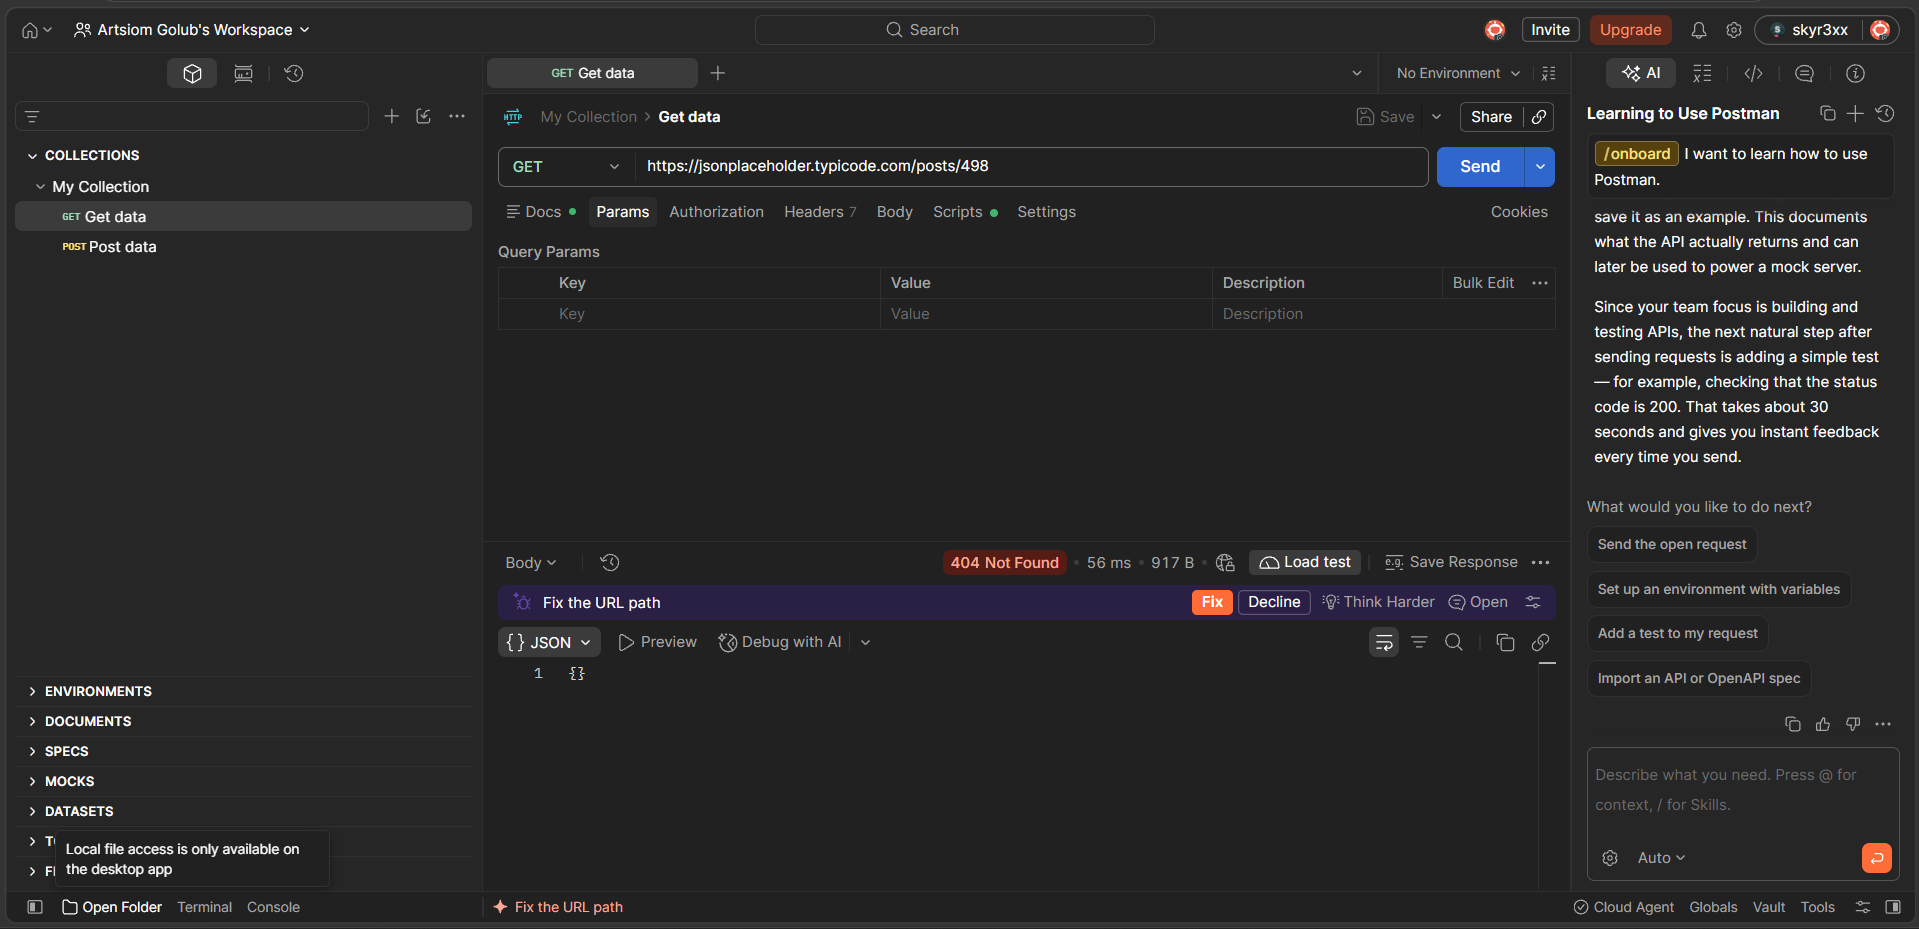 Artsiom Golub's Workspace
Search
Invite
Upgrade
skyr3xx
GET Get data
No Environment
AI
HTTP
My Collection > Get data
Save
Share
Learning to Use Postman
/onboard I want to learn how to use
Postman.
COLLECTIONS
My Collection
GET Get data
POST Post data
GET
https://jsonplaceholder.typicode.com/posts/498
Send
Docs
Params
Authorization
Headers 7
Body
Scripts
Settings
Cookies
Query Params
Key
Value
Description
Bulk Edit
Key
Value
Description
save it as an example. This documents
what the API actually returns and can
later be used to power a mock server.
Since your team focus is building and
testing APIs, the next natural step after
sending requests is adding a simple test
— for example, checking that the status
code is 200. That takes about 30
seconds and gives you instant feedback
every time you send.
What would you like to do next?
Send the open request
Set up an environment with variables
Add a test to my request
Import an API or OpenAPI spec
Body
404 Not Found • 56 ms • 917 B
Load test
e.g. Save Response
Fix the URL path
Fix
Decline
Think Harder
Open
{} JSON
Preview
Debug with AI
1 {}
ENVIRONMENTS
DOCUMENTS
SPECS
MOCKS
DATASETS
Local file access is only available on
the desktop app
Describe what you need. Press @ for
context, / for Skills.
Auto
Open Folder
Terminal
Console
Fix the URL path
Cloud Agent
Globals
Vault
Tools